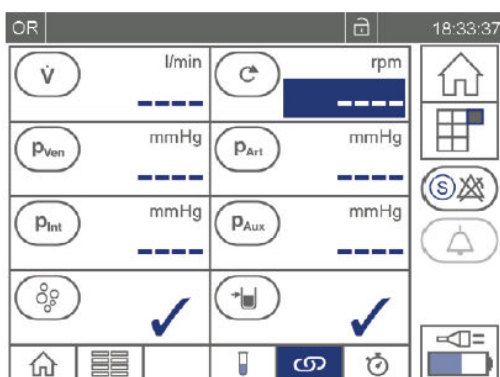 OR 18:33:37
V̇ l/min rpm
---- ----
pVen mmHg pArt mmHg
---- ----
pInt mmHg pAux mmHg
---- ----
S